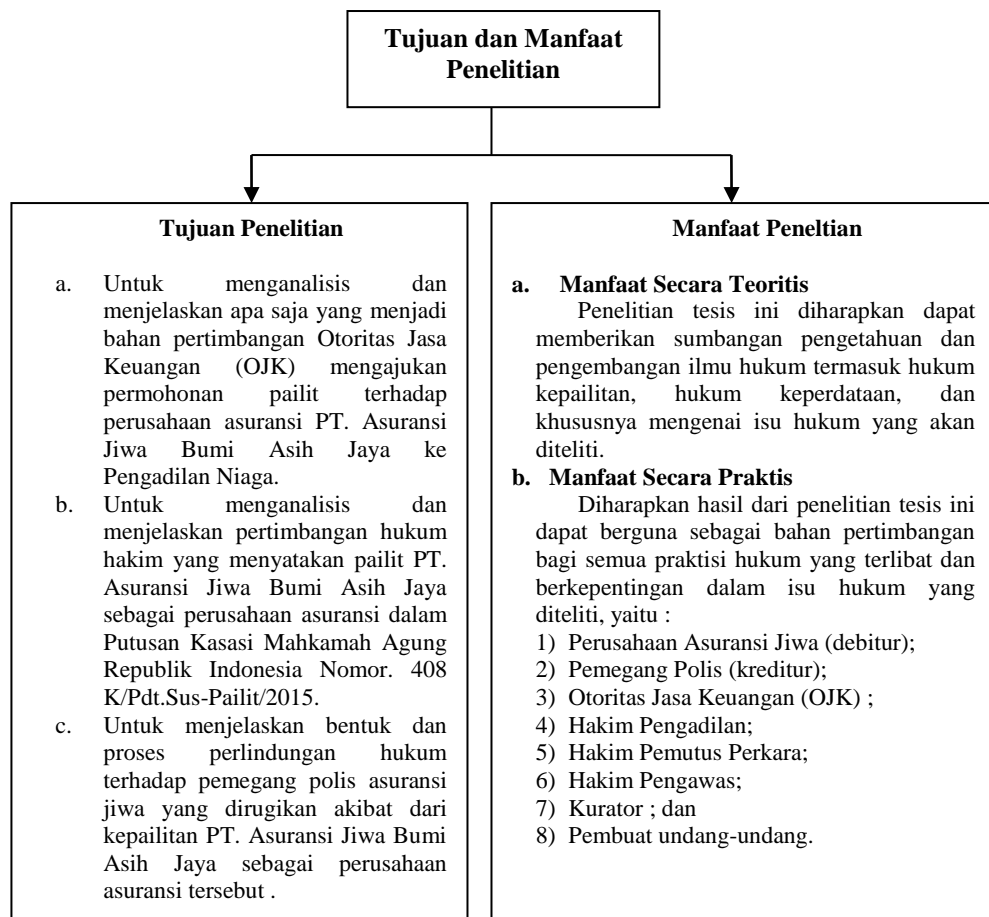 Tujuan dan Manfaat
Penelitian
Tujuan Penelitian
a. Untuk menganalisis dan
menjelaskan apa saja yang menjadi
bahan pertimbangan Otoritas Jasa
Keuangan (OJK) mengajukan
permohonan pailit terhadap
perusahaan asuransi PT. Asuransi
Jiwa Bumi Asih Jaya ke
Pengadilan Niaga.
b. Untuk menganalisis dan
menjelaskan pertimbangan hukum
hakim yang menyatakan pailit PT.
Asuransi Jiwa Bumi Asih Jaya
sebagai perusahaan asuransi dalam
Putusan Kasasi Mahkamah Agung
Republik Indonesia Nomor. 408
K/Pdt.Sus-Pailit/2015.
c. Untuk menjelaskan bentuk dan
proses perlindungan hukum
terhadap pemegang polis asuransi
jiwa yang dirugikan akibat dari
kepailitan PT. Asuransi Jiwa Bumi
Asih Jaya sebagai perusahaan
asuransi tersebut .
Manfaat Peneltian
a. Manfaat Secara Teoritis
Penelitian tesis ini diharapkan dapat
memberikan sumbangan pengetahuan dan
pengembangan ilmu hukum termasuk hukum
kepailitan, hukum keperdataan, dan
khususnya mengenai isu hukum yang akan
diteliti.
b. Manfaat Secara Praktis
Diharapkan hasil dari penelitian tesis ini
dapat berguna sebagai bahan pertimbangan
bagi semua praktisi hukum yang terlibat dan
berkepentingan dalam isu hukum yang
diteliti, yaitu :
1) Perusahaan Asuransi Jiwa (debitur);
2) Pemegang Polis (kreditur);
3) Otoritas Jasa Keuangan (OJK) ;
4) Hakim Pengadilan;
5) Hakim Pemutus Perkara;
6) Hakim Pengawas;
7) Kurator ; dan
8) Pembuat undang-undang.